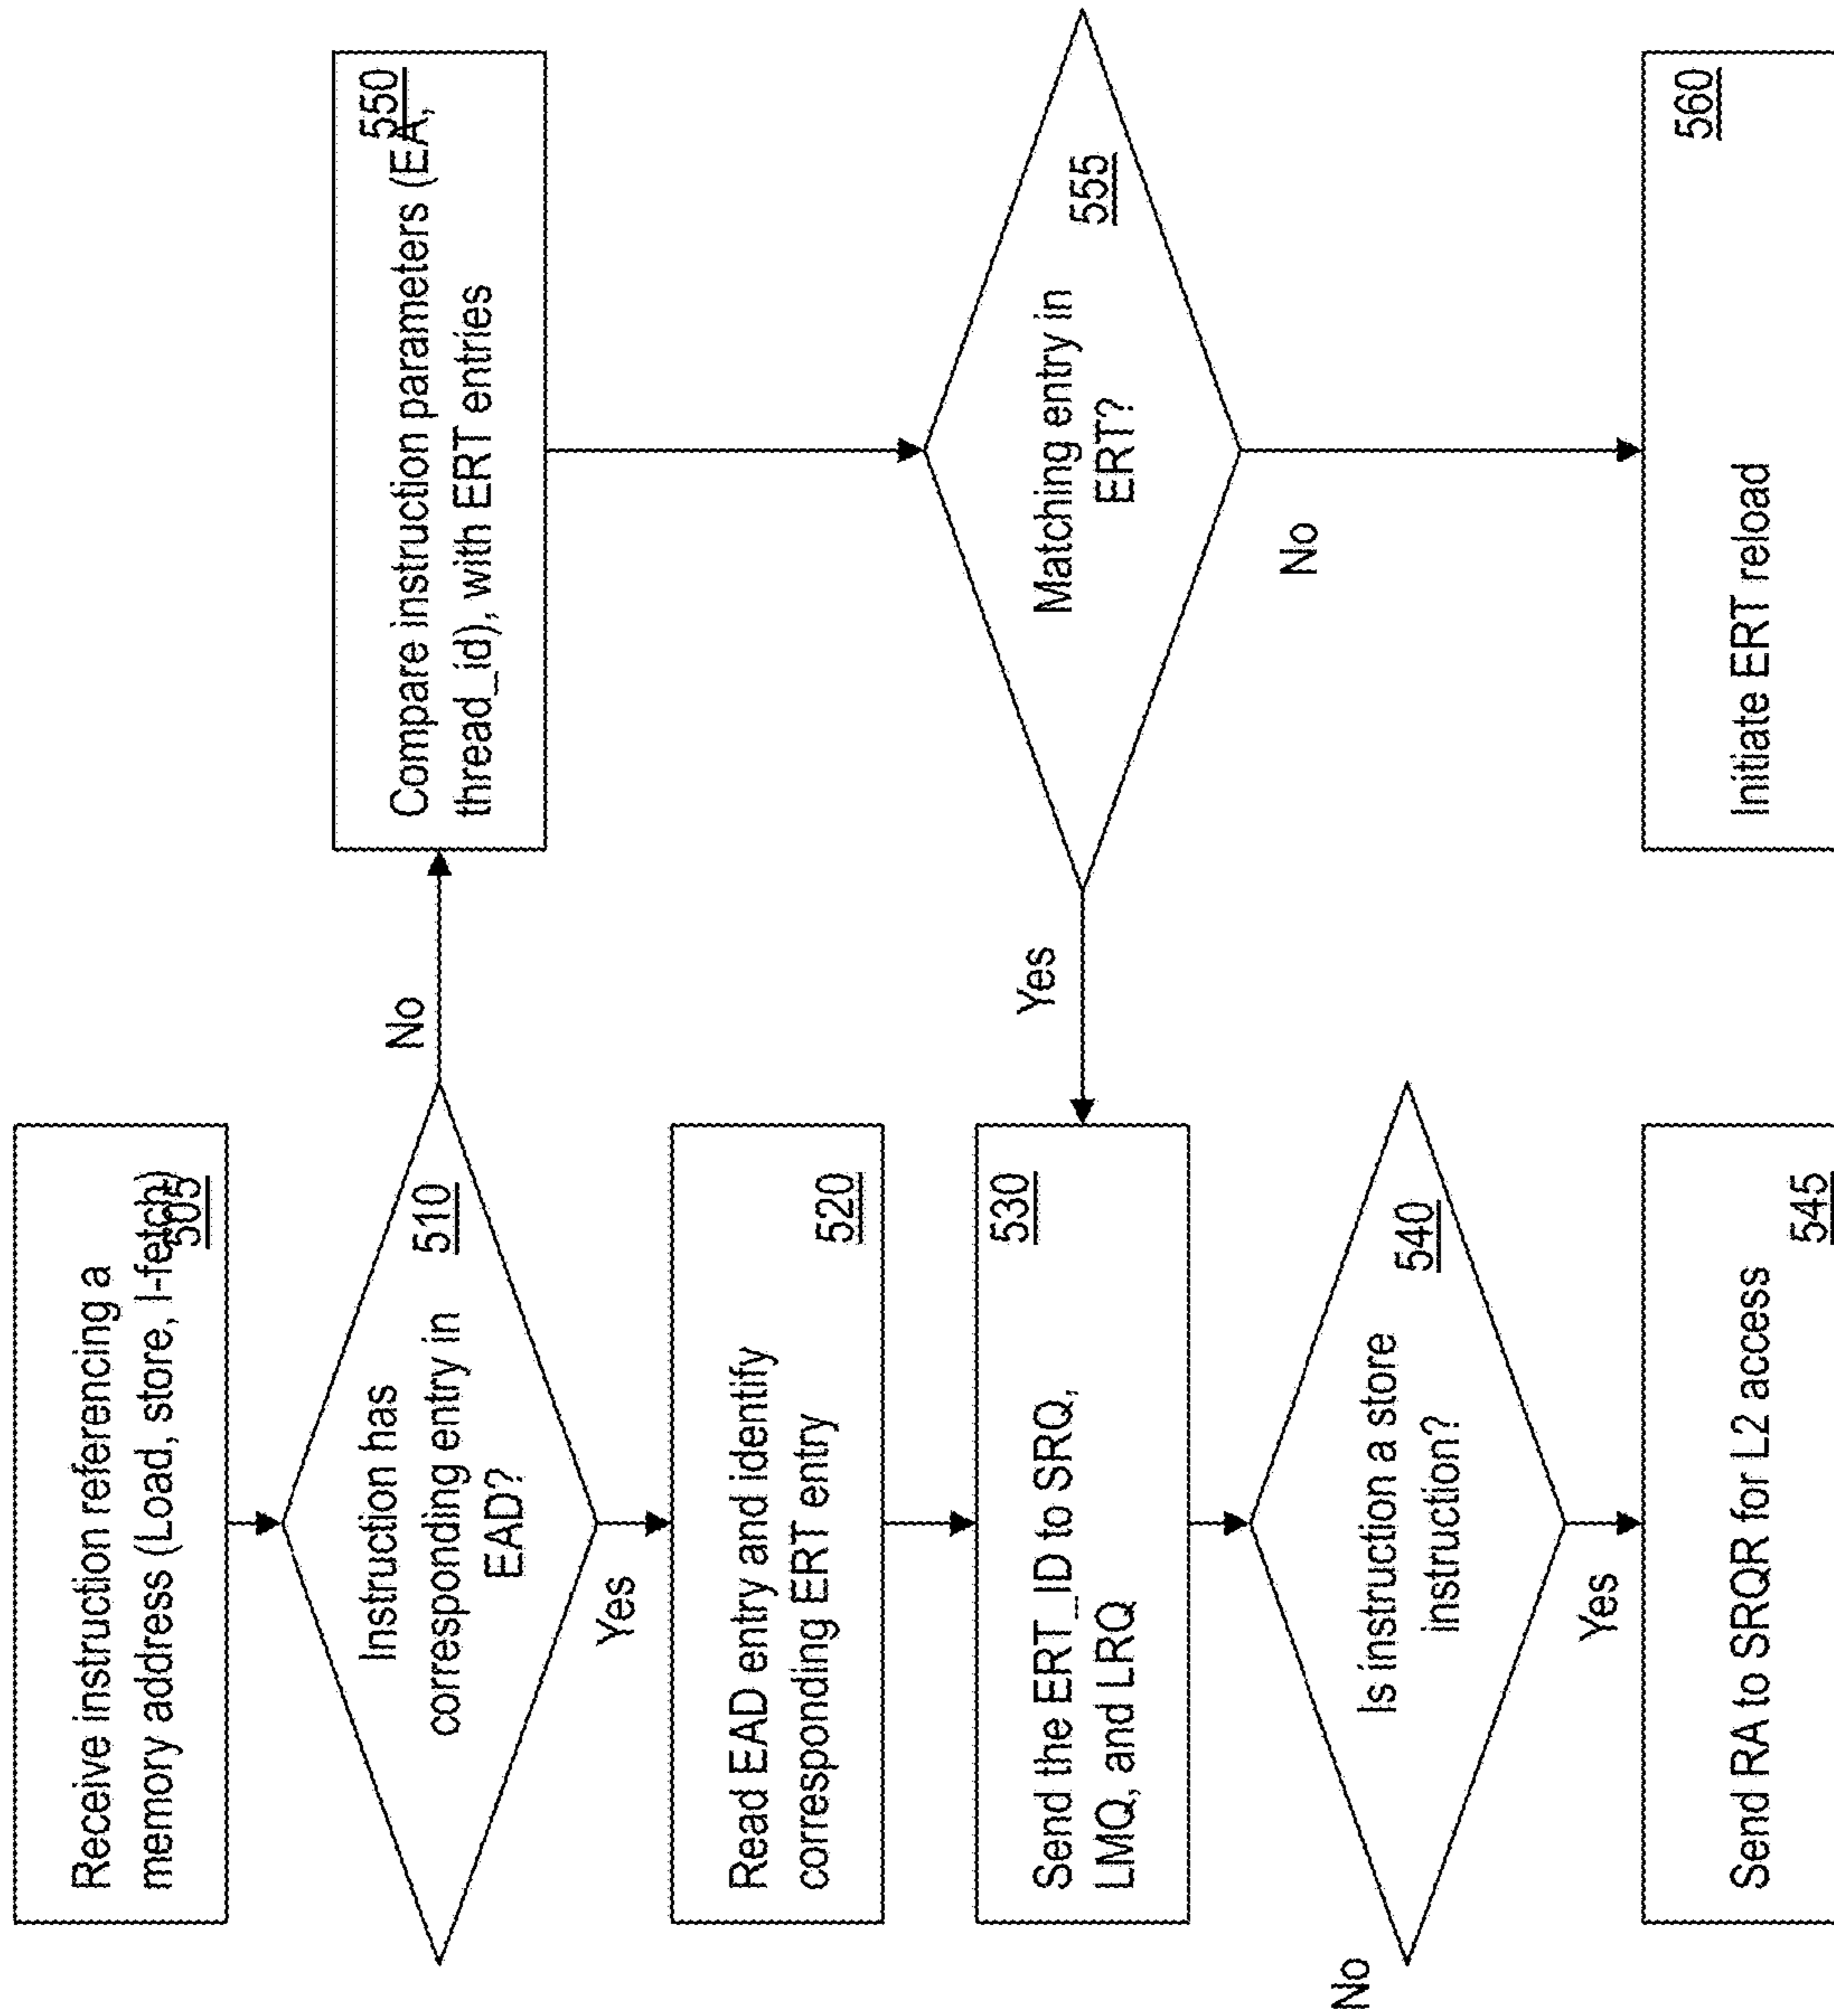 Receive instruction referencing a
memory address (Load, store, I-fetch)
505
Instruction has
corresponding entry in
EAD?
510
No
Yes
Read EAD entry and identify
corresponding ERT entry
520
Send the ERT_ID to SRQ,
LMQ, and LRQ
530
Is instruction a store
instruction?
540
No
Yes
Send RA to SRQR for L2 access
545
550
Compare instruction parameters (EA,
thread_id), with ERT entries
Matching entry in
ERT?
555
Yes
No
Initiate ERT reload
560